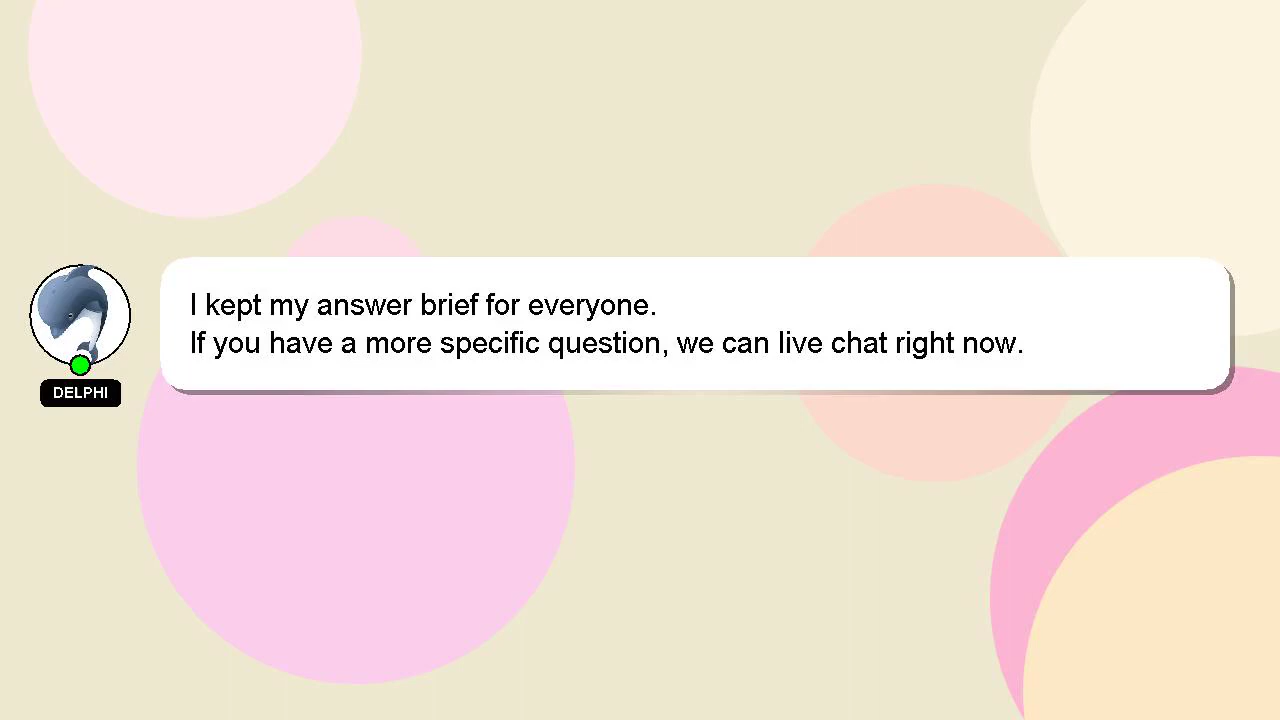 I kept my answer brief for everyone.
If you have a more specific question, we can live chat right now.
DELPHI